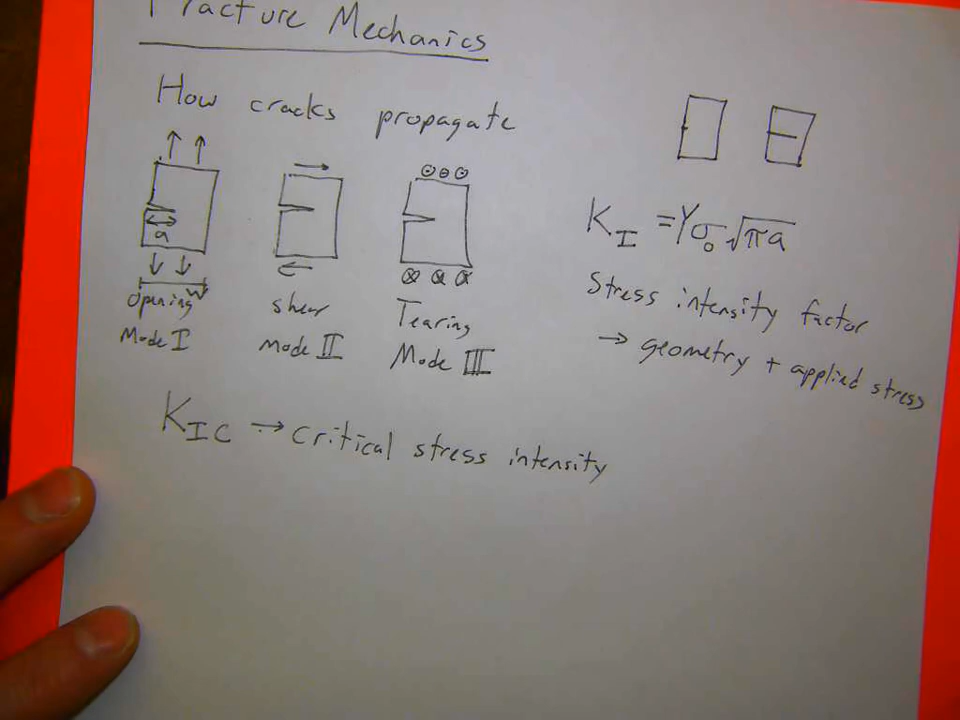 Fracture Mechanics
How cracks propagate
a
w
Opening
Mode I
shear
mode II
Tearing
Mode III
K_I = Yσ₀√πa
Stress intensity factor
→ geometry + applied stress
K_IC → critical stress intensity